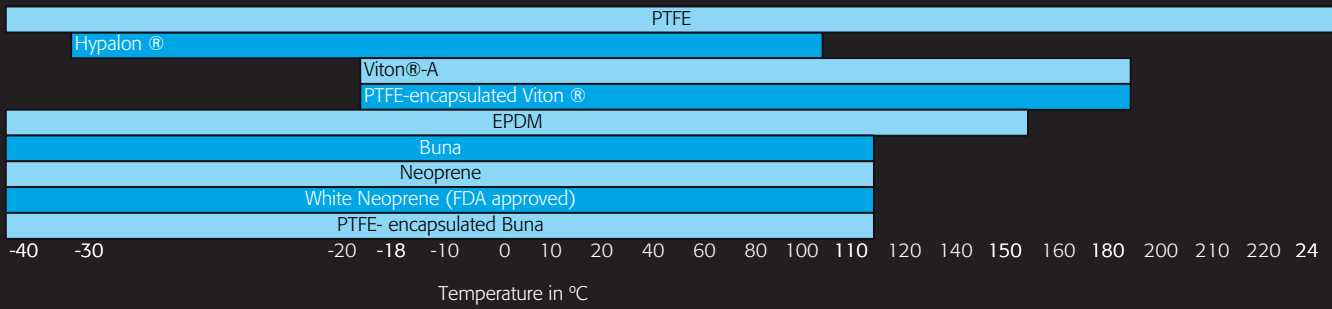 PTFE
Hypalon ®
Viton®-A
PTFE-encapsulated Viton ®
EPDM
Buna
Neoprene
White Neoprene (FDA approved)
PTFE- encapsulated Buna
-40 -30 -20 -18 -10 0 10 20 40 60 80 100 110 120 140 150 160 180 200 210 220 24
Temperature in ºC